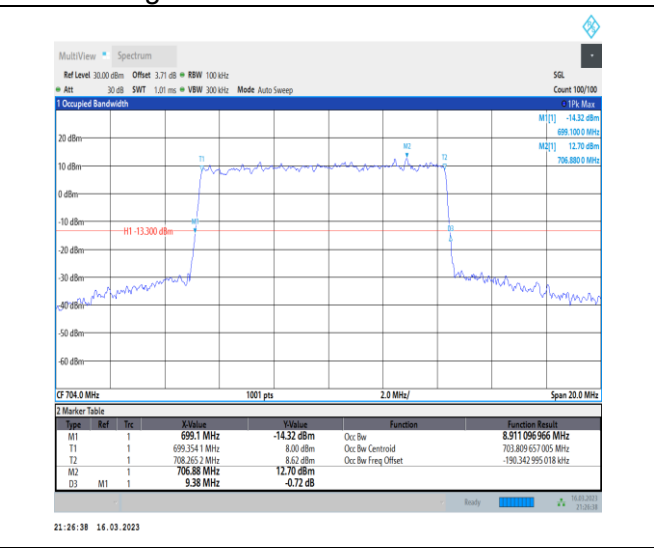 MultiView Spectrum
Ref Level 30.00 dBm Offset 3.71 dB RBW 100 kHz SGL
Att 30 dB SWT 1.01 ms VBW 300 kHz Mode Auto Sweep Count 100/100
1 Occupied Bandwidth 1Pk Max
M1[1] -14.32 dBm
699.100 0 MHz
M2[1] 12.70 dBm
706.880 0 MHz
20 dBm
M2
T1 T2
10 dBm
0 dBm
-10 dBm
M1
H1 -13.300 dBm
D3
-20 dBm
-30 dBm
-40 dBm
-50 dBm
-60 dBm
CF 704.0 MHz 1001 pts 2.0 MHz/ Span 20.0 MHz
2 Marker Table
Type Ref Trc X-Value Y-Value Function Function Result
M1 1 699.1 MHz -14.32 dBm Occ Bw 8.911 096 966 MHz
T1 1 699.354 1 MHz 8.00 dBm Occ Bw Centroid 703.809 657 005 MHz
T2 1 708.265 2 MHz 8.62 dBm Occ Bw Freq Offset -190.342 995 018 kHz
M2 1 706.88 MHz 12.70 dBm
D3 M1 1 9.38 MHz -0.72 dB
Ready 16.03.2023
21:26:38
21:26:38 16.03.2023